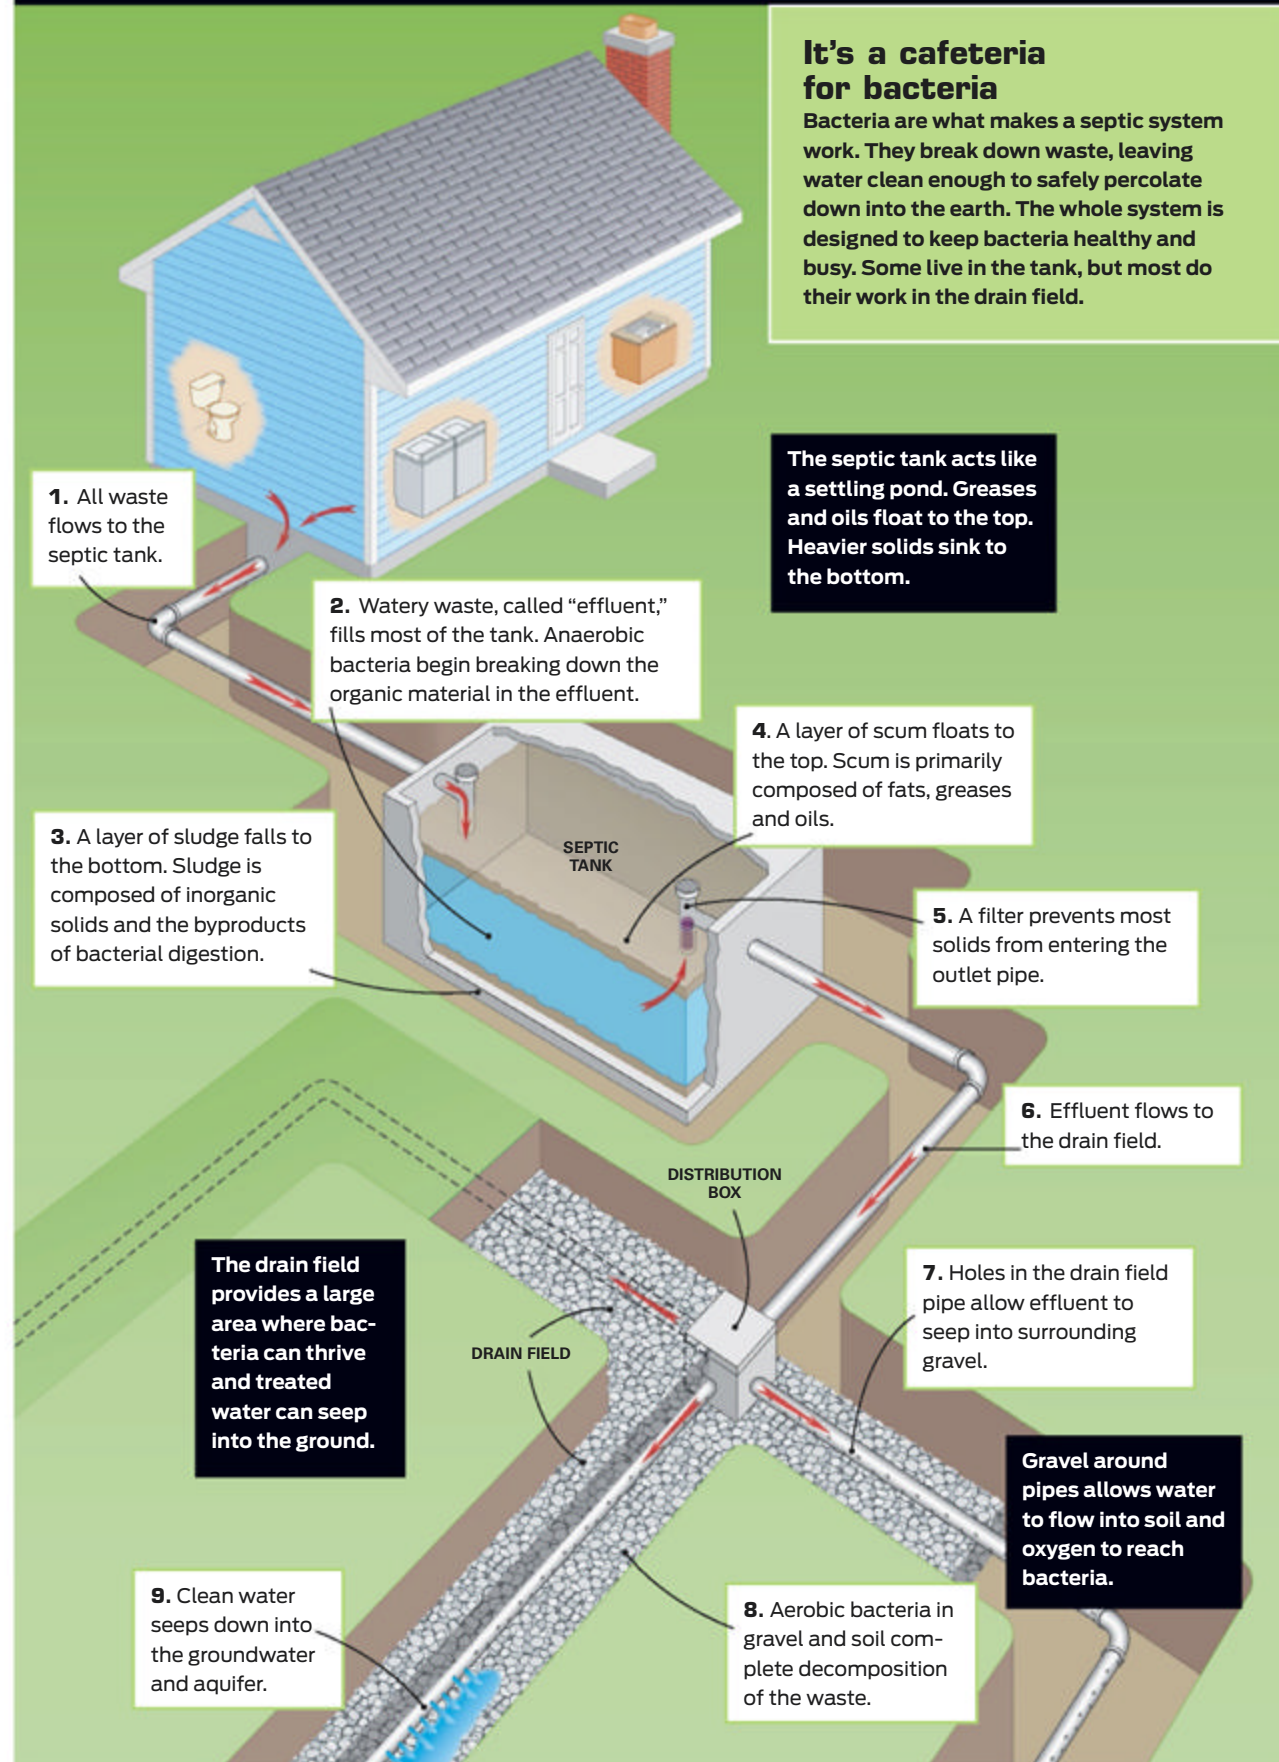 It's a cafeteria
for bacteria
Bacteria are what makes a septic system
work. They break down waste, leaving
water clean enough to safely percolate
down into the earth. The whole system is
designed to keep bacteria healthy and
busy. Some live in the tank, but most do
their work in the drain field.
The septic tank acts like
a settling pond. Greases
and oils float to the top.
Heavier solids sink to
the bottom.
1. All waste
flows to the
septic tank.
2. Watery waste, called “effluent,”
fills most of the tank. Anaerobic
bacteria begin breaking down the
organic material in the effluent.
3. A layer of sludge falls to
the bottom. Sludge is
composed of inorganic
solids and the byproducts
of bacterial digestion.
4. A layer of scum floats to
the top. Scum is primarily
composed of fats, greases
and oils.
SEPTIC
TANK
5. A filter prevents most
solids from entering the
outlet pipe.
6. Effluent flows to
the drain field.
DISTRIBUTION
BOX
The drain field
provides a large
area where bac-
teria can thrive
and treated
water can seep
into the ground.
DRAIN FIELD
7. Holes in the drain field
pipe allow effluent to
seep into surrounding
gravel.
Gravel around
pipes allows water
to flow into soil and
oxygen to reach
bacteria.
8. Aerobic bacteria in
gravel and soil com-
plete decomposition
of the waste.
9. Clean water
seeps down into
the groundwater
and aquifer.